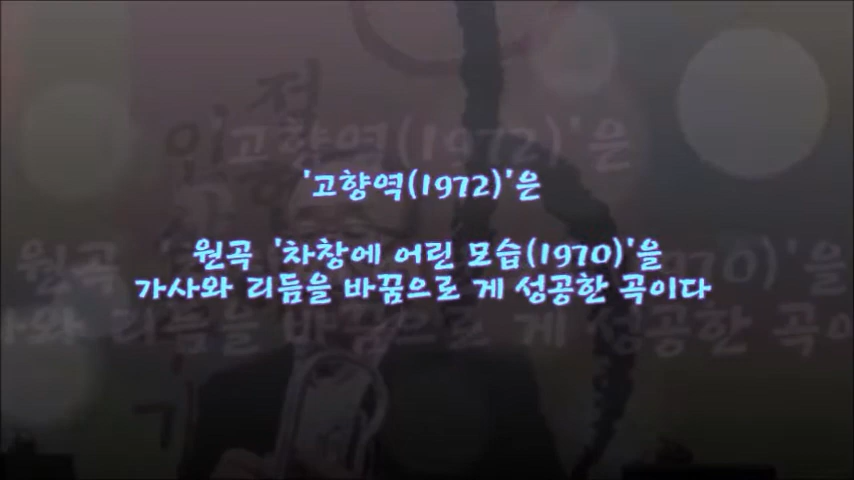 '고향역(1972)'은
원곡 '차창에 어린 모습(1970)'을
가사와 리듬을 바꿈으로 게 성공한 곡이다